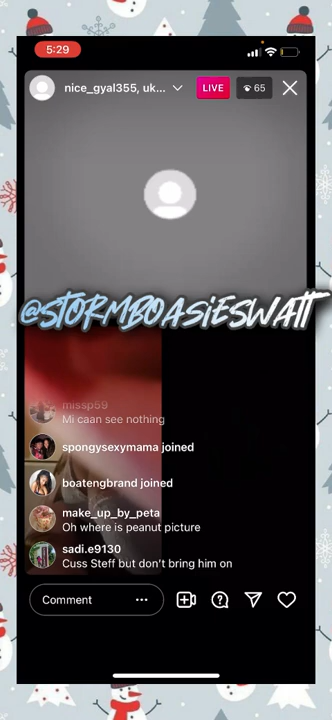 5:29
nice_gyal355, uk...
LIVE
65
@STORMBOASIESWATT
missp59
Mi caan see nothing
spongysexymama joined
boatengbrand joined
make_up_by_peta
Oh where is peanut picture
sadi.e9130
Cuss Steff but don't bring him on
Comment